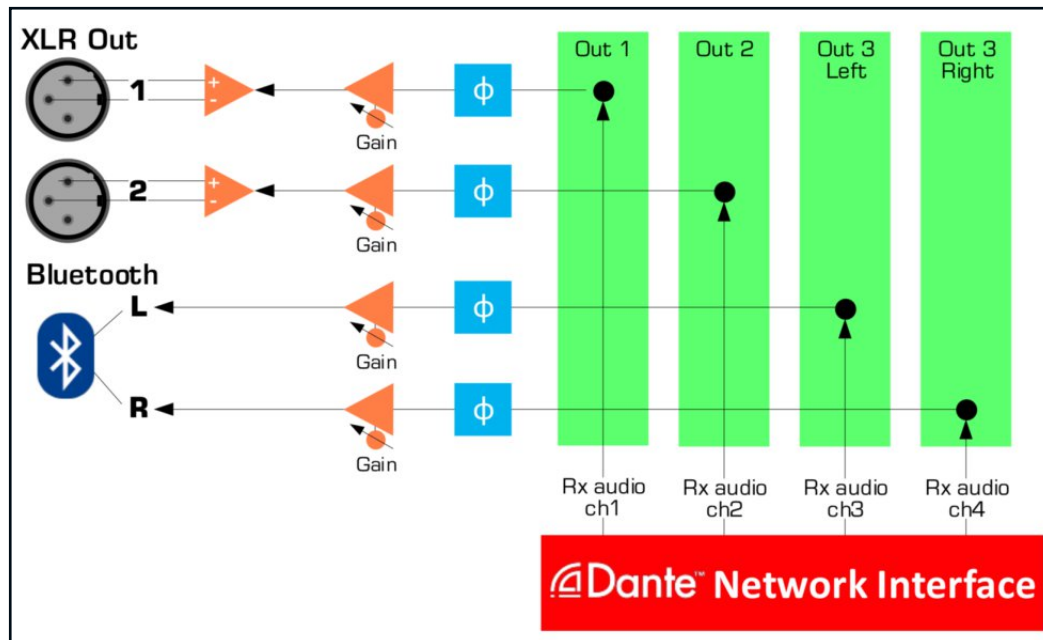 XLR Out
1
+
-
Gain
ϕ
2
+
-
Gain
ϕ
Bluetooth
L
Gain
ϕ
R
Gain
ϕ
Out 1
Out 2
Out 3
Left
Out 3
Right
Rx audio
ch1
Rx audio
ch2
Rx audio
ch3
Rx audio
ch4
Dante™ Network Interface